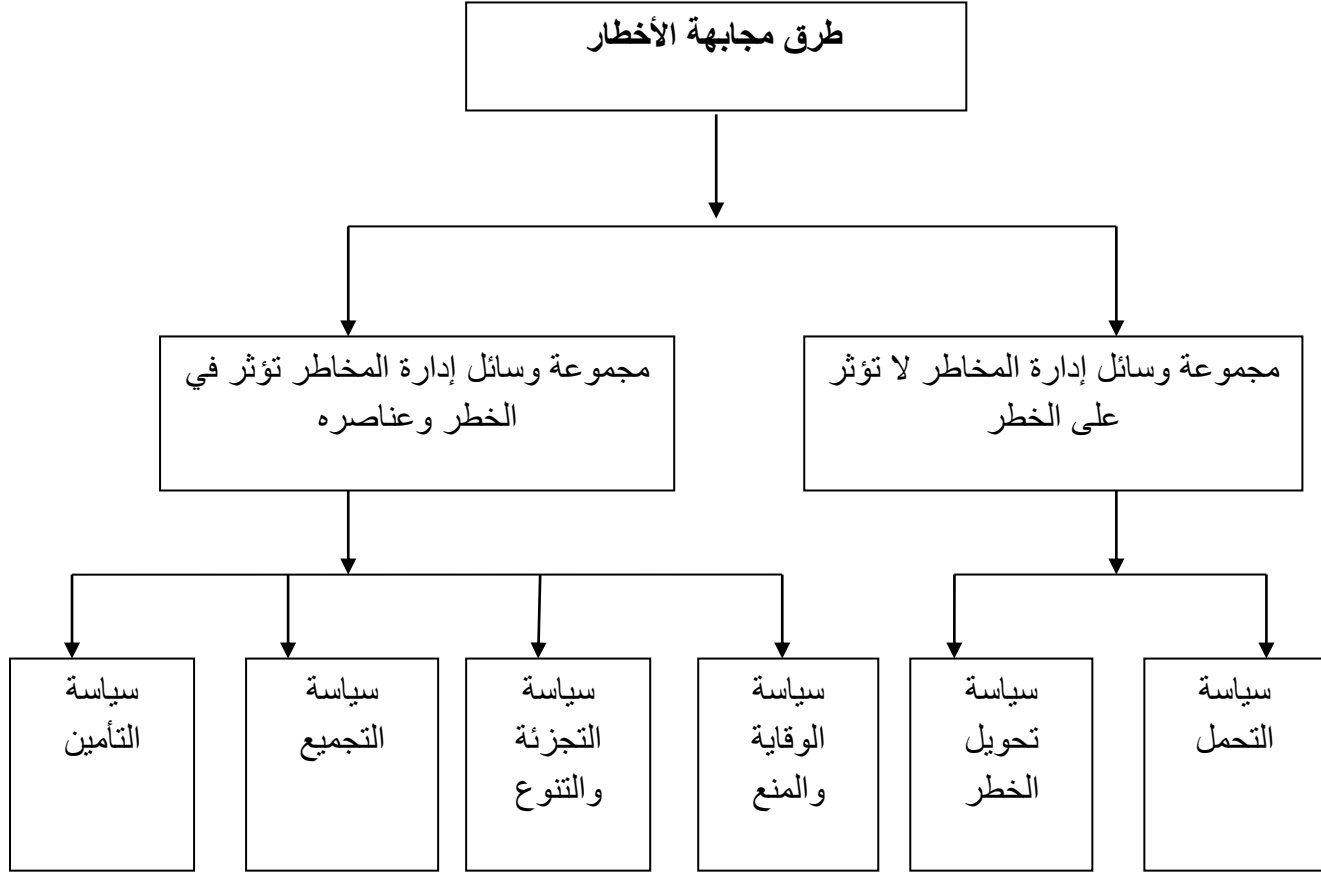 طرق مجابهة الأخطار
مجموعة وسائل إدارة المخاطر لا تؤثر
على الخطر
مجموعة وسائل إدارة المخاطر تؤثر في
الخطر وعناصره
سياسة
التحمل
سياسة
تحويل
الخطر
سياسة
الوقاية
والمنع
سياسة
التجزئة
والتنوع
سياسة
التجميع
سياسة
التأمين